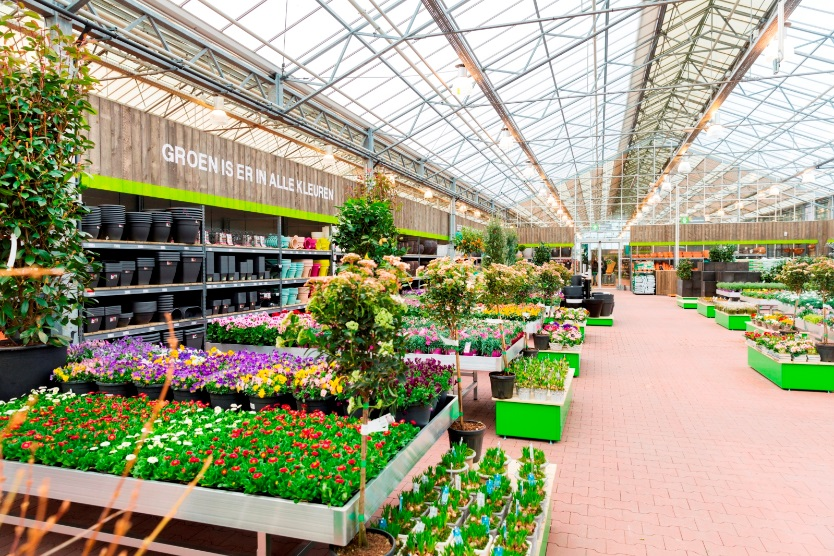 GROEN IS ER IN ALLE KLEUREN